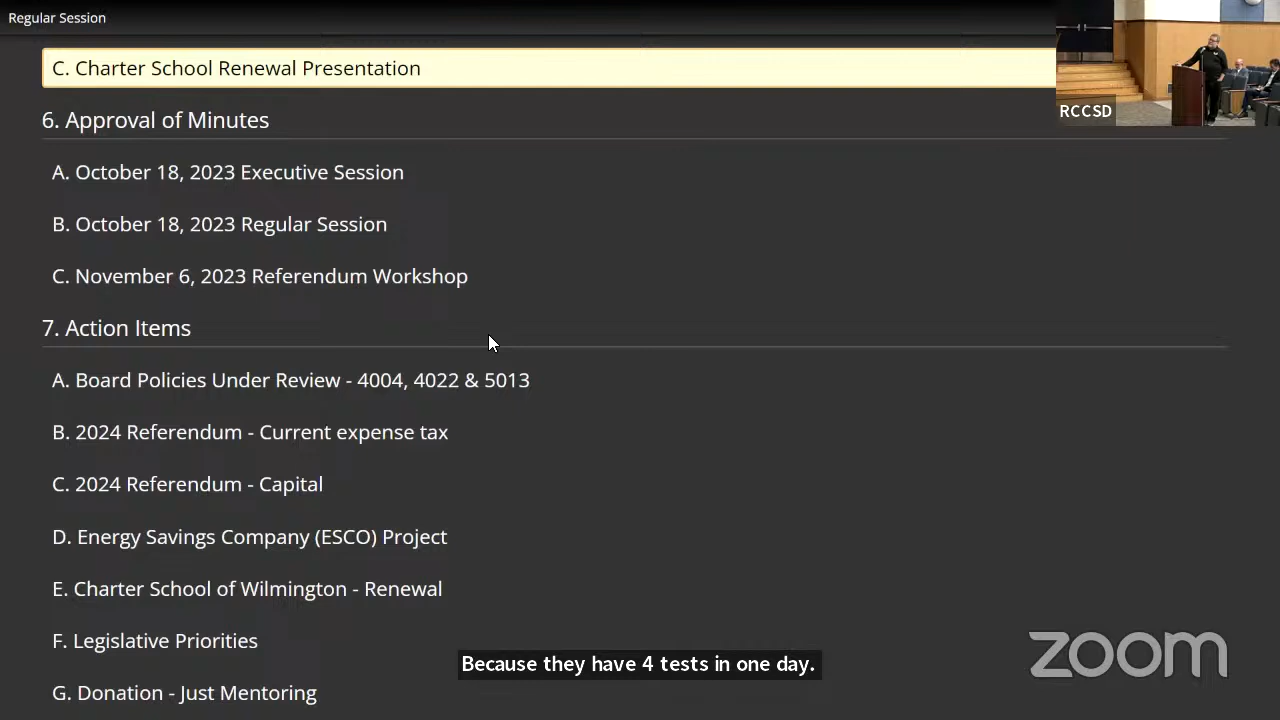 Regular Session
C. Charter School Renewal Presentation
RCCSD
6. Approval of Minutes
A. October 18, 2023 Executive Session
B. October 18, 2023 Regular Session
C. November 6, 2023 Referendum Workshop
7. Action Items
A. Board Policies Under Review - 4004, 4022 & 5013
B. 2024 Referendum - Current expense tax
C. 2024 Referendum - Capital
D. Energy Savings Company (ESCO) Project
E. Charter School of Wilmington - Renewal
F. Legislative Priorities
Because they have 4 tests in one day.
zoom
G. Donation - Just Mentoring